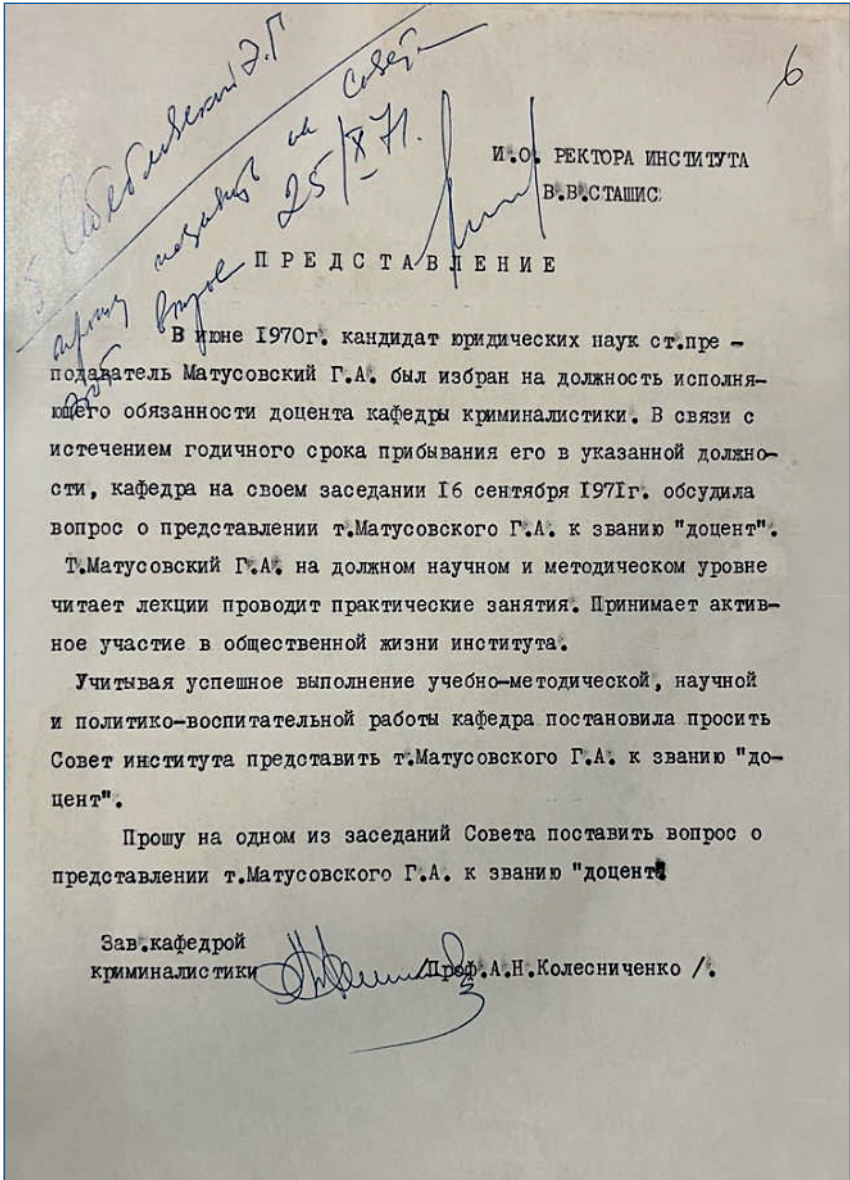 6
прошу
на Совет
25/X 71.
И.О. РЕКТОРА ИНСТИТУТА
В.В.СТАШИС
ПРЕДСТАВЛЕНИЕ
В июне 1970г. кандидат юридических наук ст.пре -
подаватель Матусовский Г.А. был избран на должность исполня-
ющего обязанности доцента кафедры криминалистики. В связи с
истечением годичного срока прибывания его в указанной должно-
сти, кафедра на своем заседании 16 сентября 1971г. обсудила
вопрос о представлении т.Матусовского Г.А. к званию "доцент".
Т.Матусовский Г.А. на должном научном и методическом уровне
читает лекции проводит практические занятия. Принимает актив-
ное участие в общественной жизни института.
Учитывая успешное выполнение учебно-методической, научной
и политико-воспитательной работы кафедра постановила просить
Совет института представить т.Матусовского Г.А. к званию "до-
цент".
Прошу на одном из заседаний Совета поставить вопрос о
представлении т.Матусовского Г.А. к званию "доцент"
Зав.кафедрой
криминалистики /Проф.А.Н.Колесниченко /.